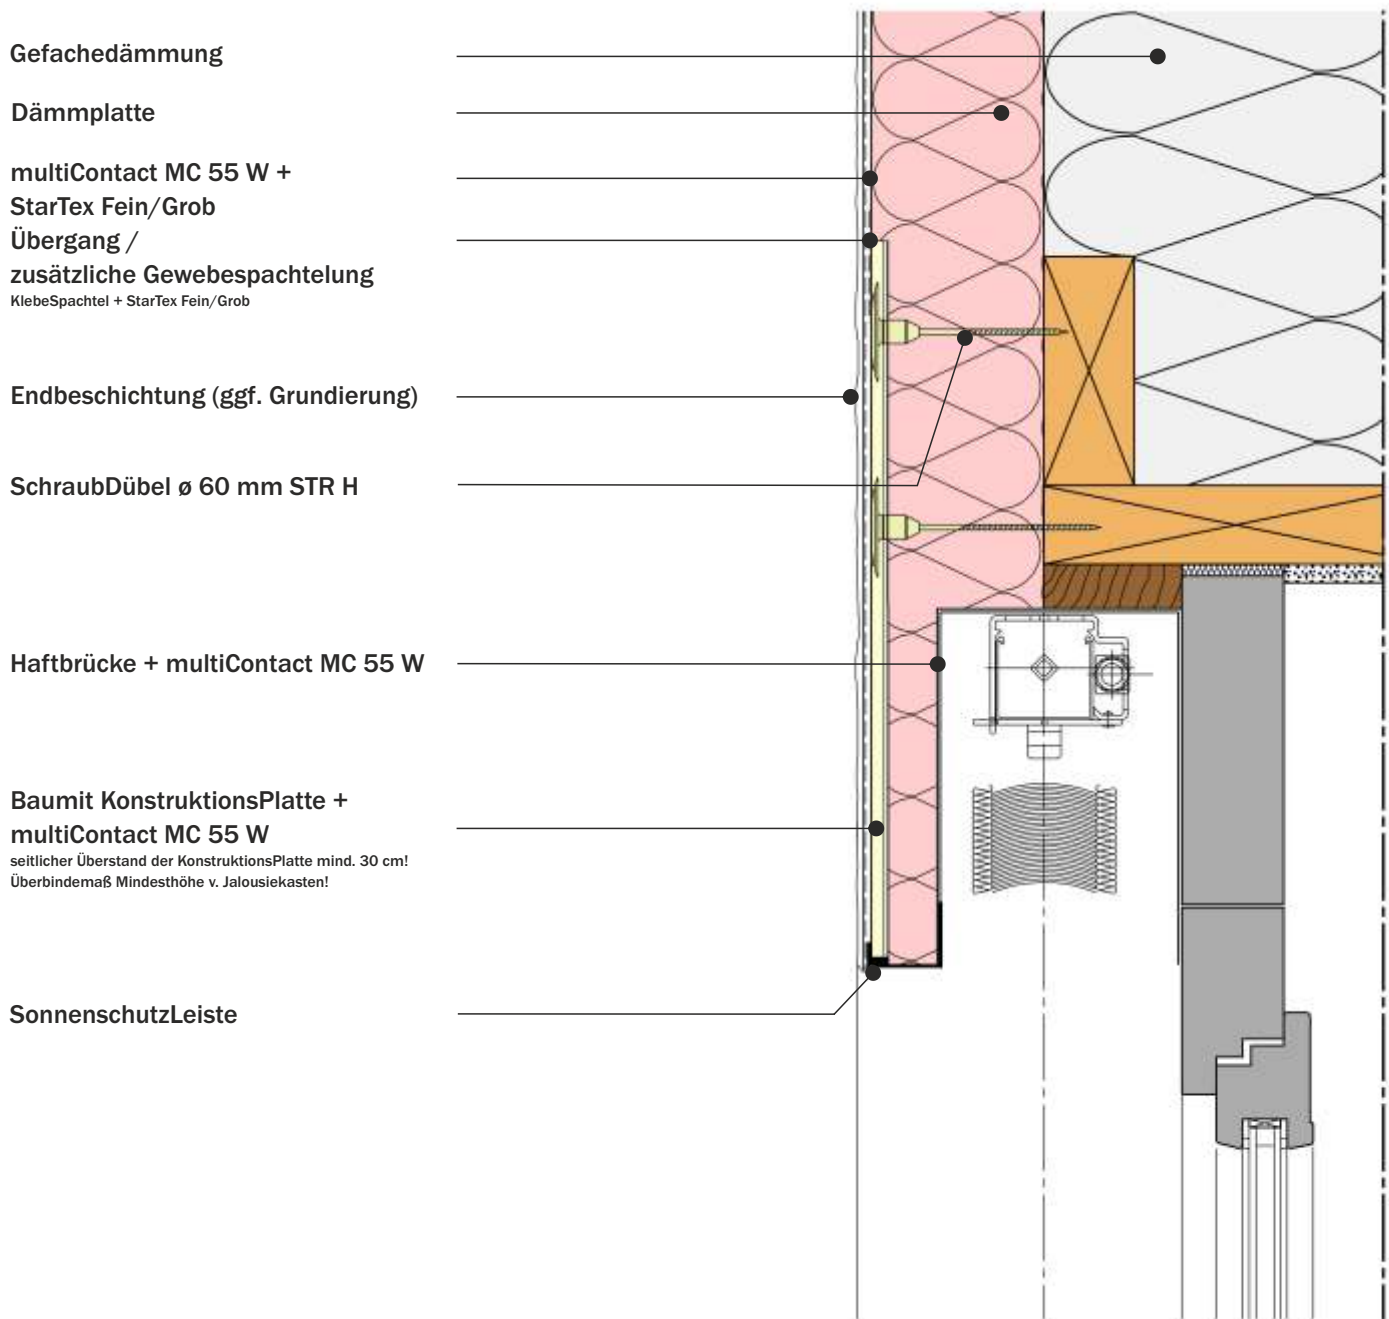 Gefachedämmung
Dämmplatte
multiContact MC 55 W +
StarTex Fein/Grob
Übergang /
zusätzliche Gewebespachtelung
KlebeSpachtel + StarTex Fein/Grob
Endbeschichtung (ggf. Grundierung)
SchraubDübel ø 60 mm STR H
Haftbrücke + multiContact MC 55 W
Baumit KonstruktionsPlatte +
multiContact MC 55 W
seitlicher Überstand der KonstruktionsPlatte mind. 30 cm!
Überbindemaß Mindesthöhe v. Jalousiekasten!
SonnenschutzLeiste